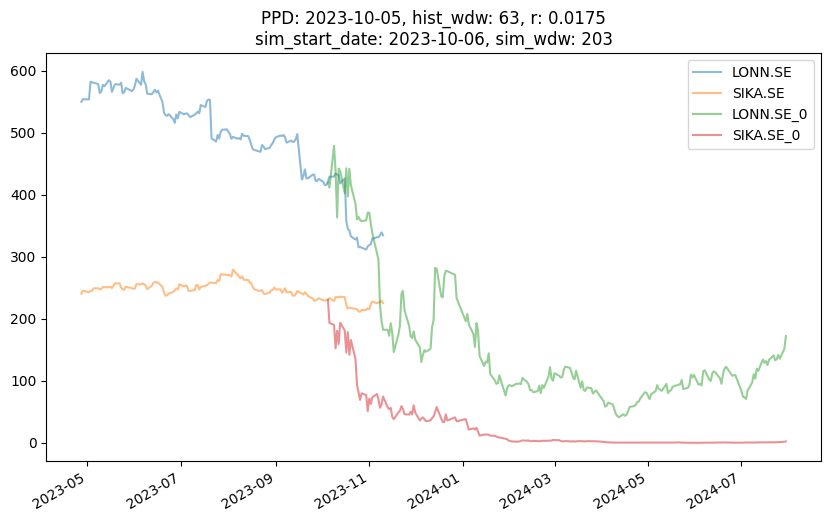 PPD: 2023-10-05, hist_wdw: 63, r: 0.0175
sim_start_date: 2023-10-06, sim_wdw: 203
LONN.SE
SIKA.SE
LONN.SE_0
SIKA.SE_0
600
500
400
300
200
100
0
2023-05
2023-07
2023-09
2023-11
2024-01
2024-03
2024-05
2024-07